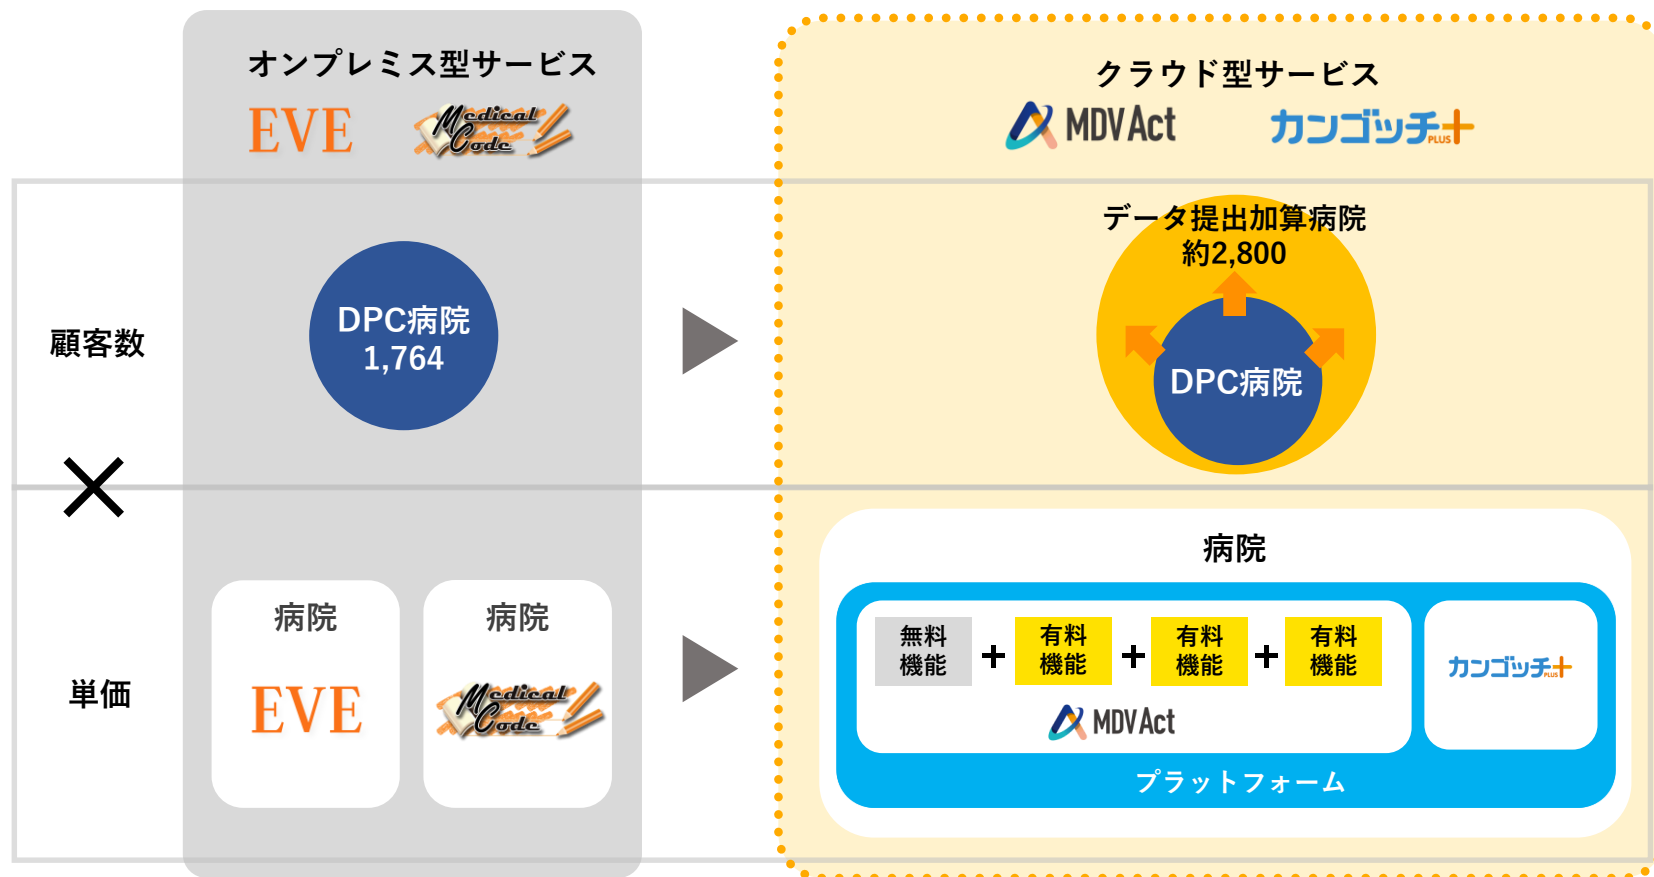 オンプレミス型サービス
EVE
Medical
Code
クラウド型サービス
MDV Act
カンゴッチ+
PLUS
顧客数
DPC病院
1,764
データ提出加算病院
約2,800
DPC病院
×
単価
病院
EVE
病院
Medical
Code
病院
無料
機能
+
有料
機能
+
有料
機能
+
有料
機能
MDV Act
カンゴッチ+
PLUS
プラットフォーム